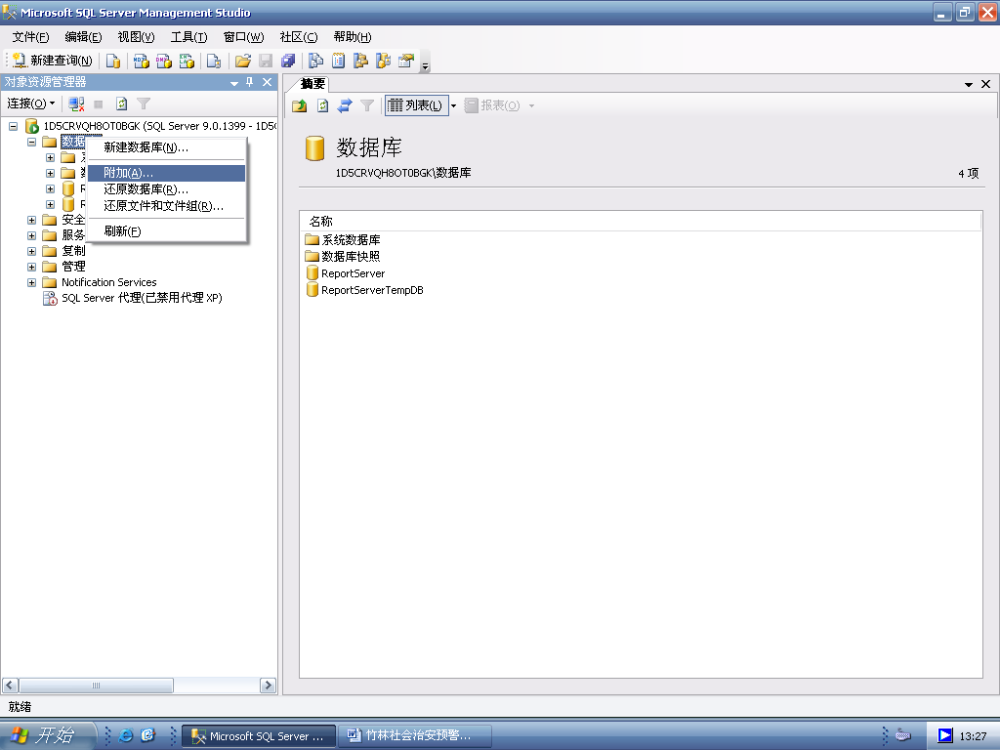 Microsoft SQL Server Management Studio
文件(F) 编辑(E) 视图(V) 工具(T) 窗口(W) 社区(C) 帮助(H)
新建查询(N)
对象资源管理器
连接(O)
1D5CRVQH8OT0BGK (SQL Server 9.0.1399 - 1D5
数据
新建数据库(N)...
附加(A)...
还原数据库(R)...
还原文件和文件组(R)...
刷新(F)
安全
服务
复制
管理
Notification Services
SQL Server 代理(已禁用代理 XP)
摘要
列表(L) 报表(O)
数据库
1D5CRVQH8OT0BGK\数据库
4 项
名称
系统数据库
数据库快照
ReportServer
ReportServerTempDB
就绪
开始
Microsoft SQL Server ...
竹林社会治安预警...
13:27